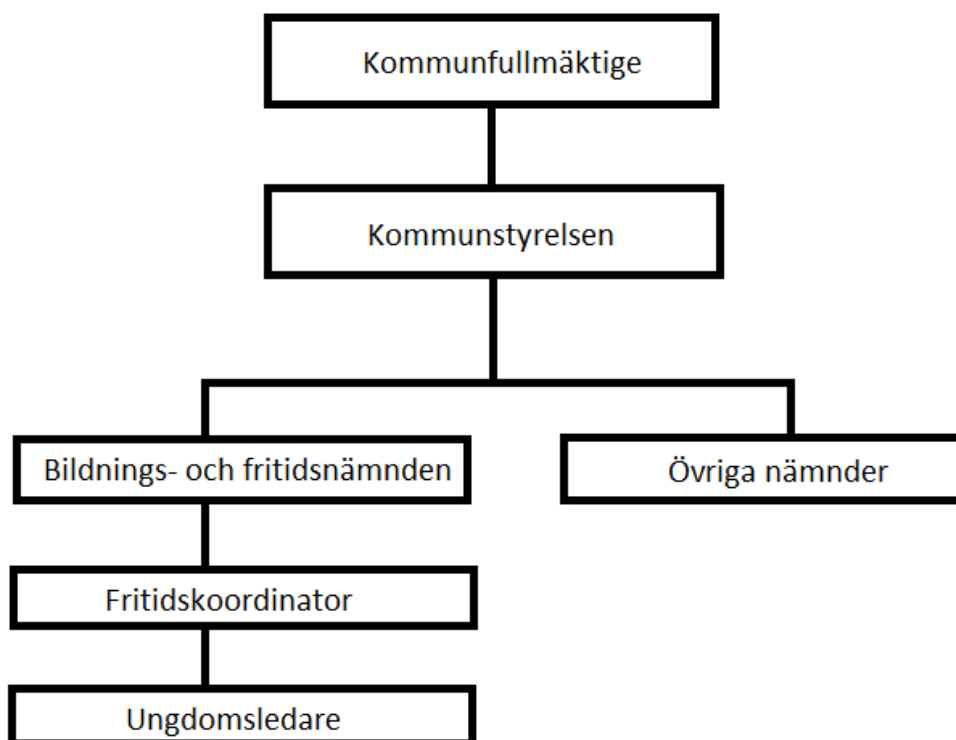 Kommunfullmäktige
Kommunstyrelsen
Bildnings- och fritidsnämnden
Övriga nämnder
Fritidskoordinator
Ungdomsledare